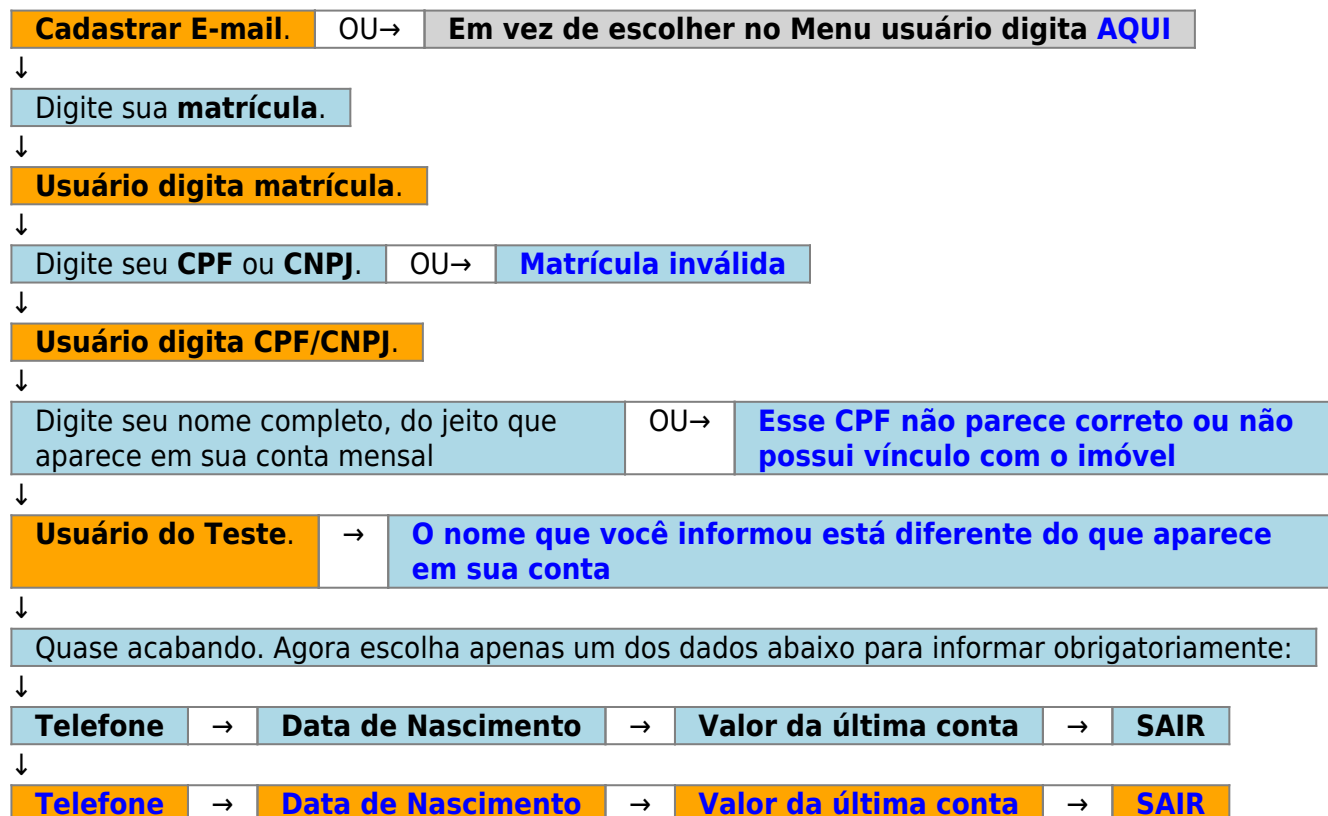 Cadastrar E-mail. OU→ Em vez de escolher no Menu usuário digita AQUI
↓
Digite sua matrícula.
↓
Usuário digita matrícula.
↓
Digite seu CPF ou CNPJ. OU→ Matrícula inválida
↓
Usuário digita CPF/CNPJ.
↓
Digite seu nome completo, do jeito que
aparece em sua conta mensal
OU→
Esse CPF não parece correto ou não
possui vínculo com o imóvel
↓
Usuário do Teste. →
O nome que você informou está diferente do que aparece
em sua conta
↓
Quase acabando. Agora escolha apenas um dos dados abaixo para informar obrigatoriamente:
↓
Telefone → Data de Nascimento → Valor da última conta → SAIR
↓
Telefone → Data de Nascimento → Valor da última conta → SAIR